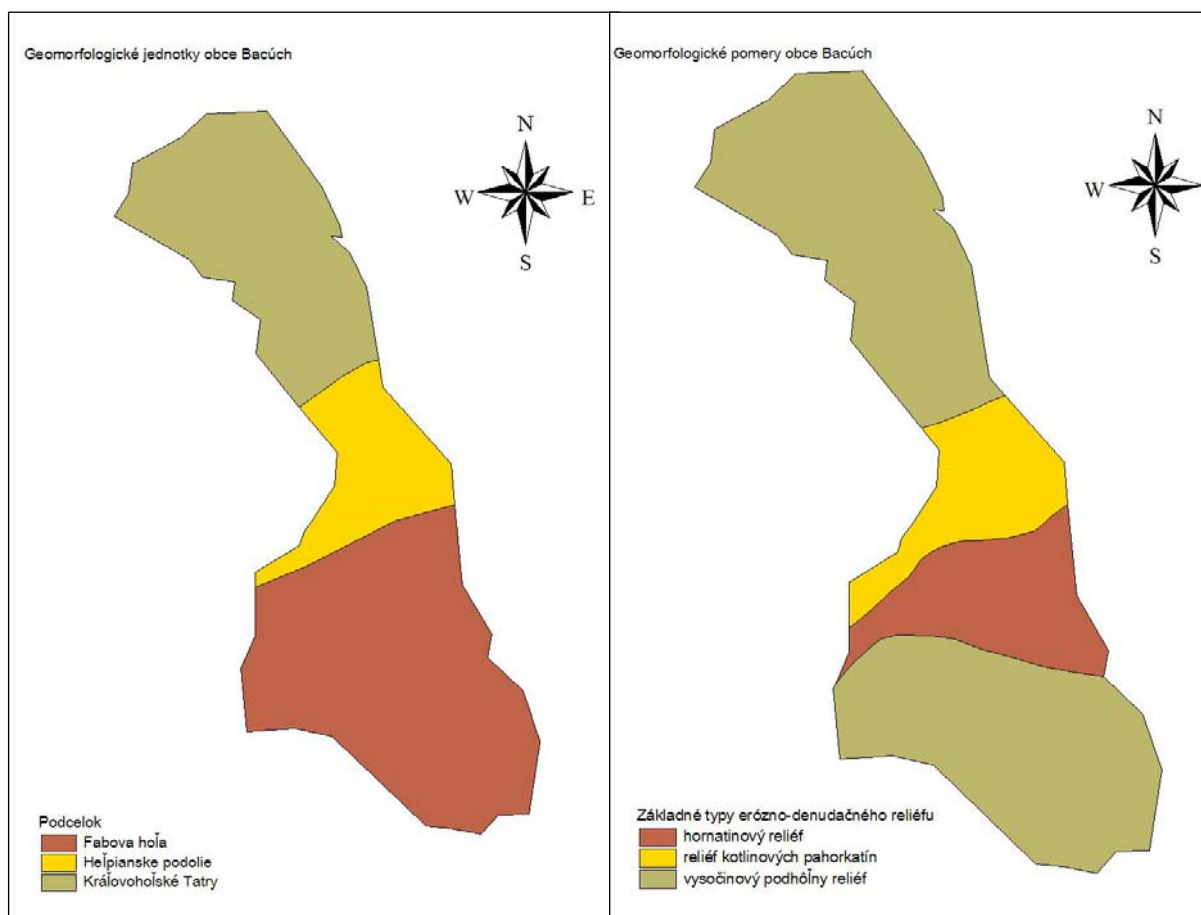 Geomorfologické jednotky obce Bacúch
N
W
E
S
Podcelok
Fabova hoľa
Heľpianske podolie
Kráľovohoľské Tatry
Geomorfologické pomery obce Bacúch
N
W
S
Základné typy erózno-denudačného reliéfu
hornatinový reliéf
reliéf kotlinových pahorkatín
vysočinový podhôľny reliéf